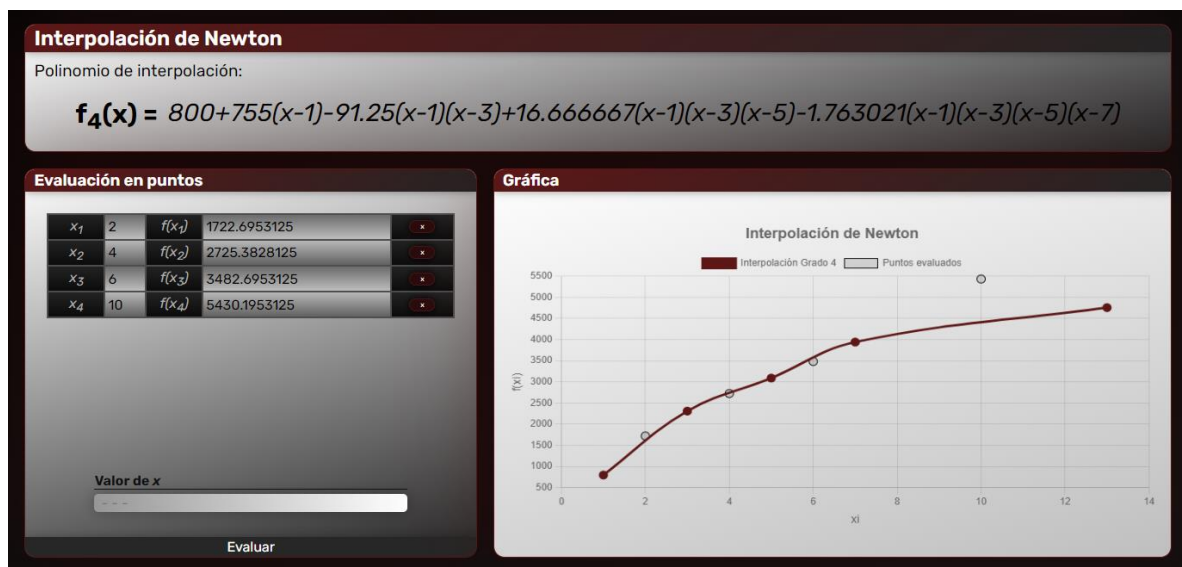 Interpolación de Newton
Polinomio de interpolación:
f4(x) = 800+755(x-1)-91.25(x-1)(x-3)+16.666667(x-1)(x-3)(x-5)-1.763021(x-1)(x-3)(x-5)(x-7)
Evaluación en puntos
x1 2 f(x1) 1722.6953125 x
x2 4 f(x2) 2725.3828125 x
x3 6 f(x3) 3482.6953125 x
x4 10 f(x4) 5430.1953125 x
Valor de x
- - -
Evaluar
Gráfica
Interpolación de Newton
Interpolación Grado 4 Puntos evaluados
5500
5000
4500
4000
3500
3000
2500
2000
1500
1000
500
f(xi)
0 2 4 6 8 10 12 14
xi